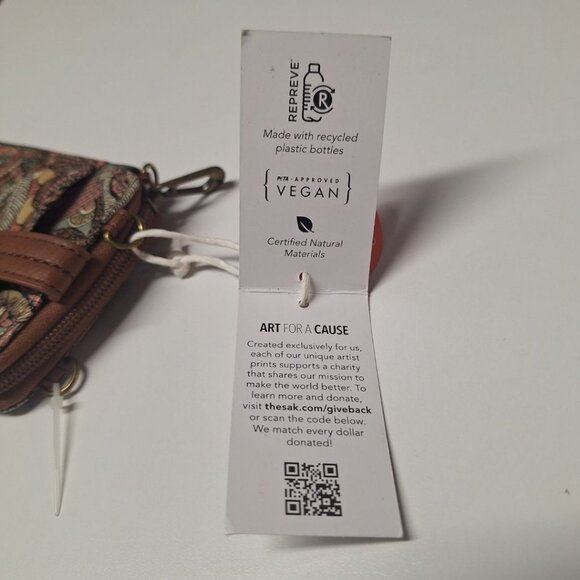 REPREVE
R
Made with recycled
plastic bottles
PETA - APPROVED
VEGAN
Certified Natural
Materials
ART FOR A CAUSE
Created exclusively for us,
each of our unique artist
prints supports a charity
that shares our mission to
make the world better. To
learn more and donate,
visit thesak.com/giveback
or scan the code below.
We match every dollar
donated!